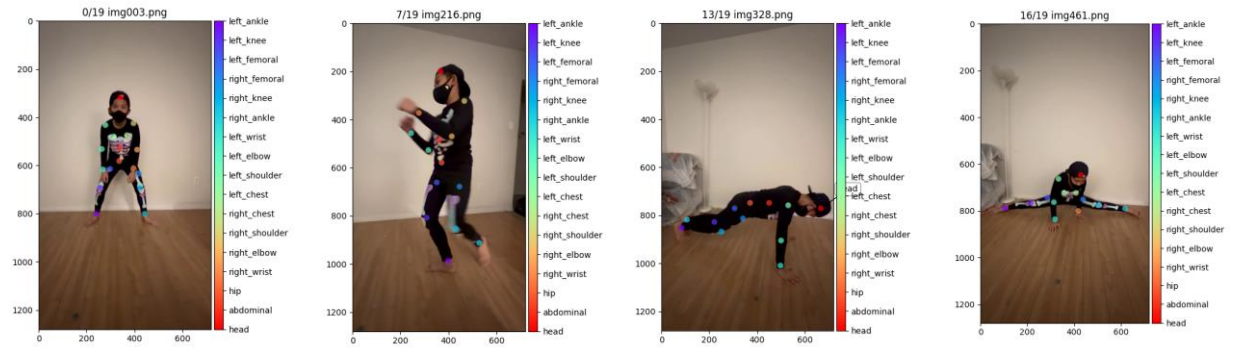 0/19 img003.png
0
200
400
600
800
1000
1200
0
200
400
600
left_ankle
left_knee
left_femoral
right_femoral
right_knee
right_ankle
left_wrist
left_elbow
left_shoulder
left_chest
right_chest
right_shoulder
right_elbow
right_wrist
hip
abdominal
head
7/19 img216.png
0
200
400
600
800
1000
1200
0
200
400
600
left_ankle
left_knee
left_femoral
right_femoral
right_knee
right_ankle
left_wrist
left_elbow
left_shoulder
left_chest
right_chest
right_shoulder
right_elbow
right_wrist
hip
abdominal
head
13/19 img328.png
0
200
400
600
800
1000
1200
0
200
400
600
ead
left_ankle
left_knee
left_femoral
right_femoral
right_knee
right_ankle
left_wrist
left_elbow
left_shoulder
left_chest
right_chest
right_shoulder
right_elbow
right_wrist
hip
abdominal
head
16/19 img461.png
0
200
400
600
800
1000
1200
0
200
400
600
left_ankle
left_knee
left_femoral
right_femoral
right_knee
right_ankle
left_wrist
left_elbow
left_shoulder
left_chest
right_chest
right_shoulder
right_elbow
right_wrist
hip
abdominal
head